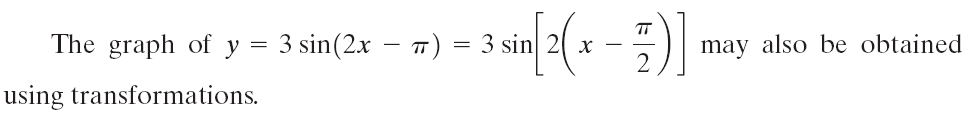 The graph of y = 3 sin(2x − π) = 3 sin[2(x − π/2)] may also be obtained
using transformations.